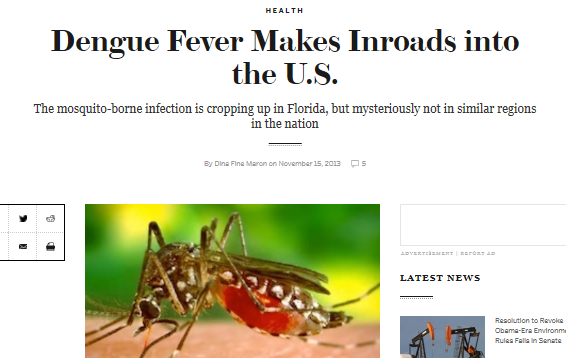 HEALTH
Dengue Fever Makes Inroads into
the U.S.
The mosquito-borne infection is cropping up in Florida, but mysteriously not in similar regions
in the nation
By Dina Fine Maron on November 15, 2013
5
ADVERTISEMENT | REPORT AD
LATEST NEWS
Resolution to Revoke
Obama-Era Environm
Rules Fails in Senate